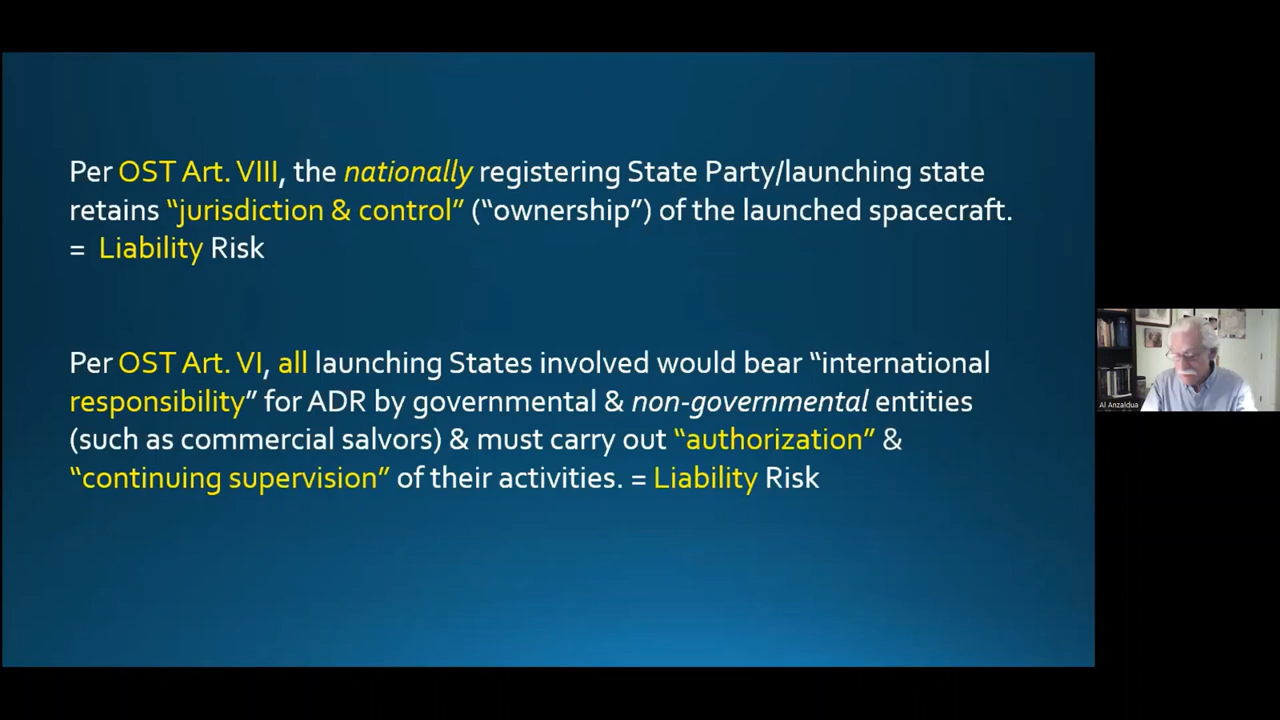 Per OST Art. VIII, the nationally registering State Party/launching state
retains “jurisdiction & control” (“ownership”) of the launched spacecraft.
= Liability Risk
Per OST Art. VI, all launching States involved would bear “international
responsibility” for ADR by governmental & non-governmental entities
(such as commercial salvors) & must carry out “authorization” &
“continuing supervision” of their activities. = Liability Risk
Al Anzaldua